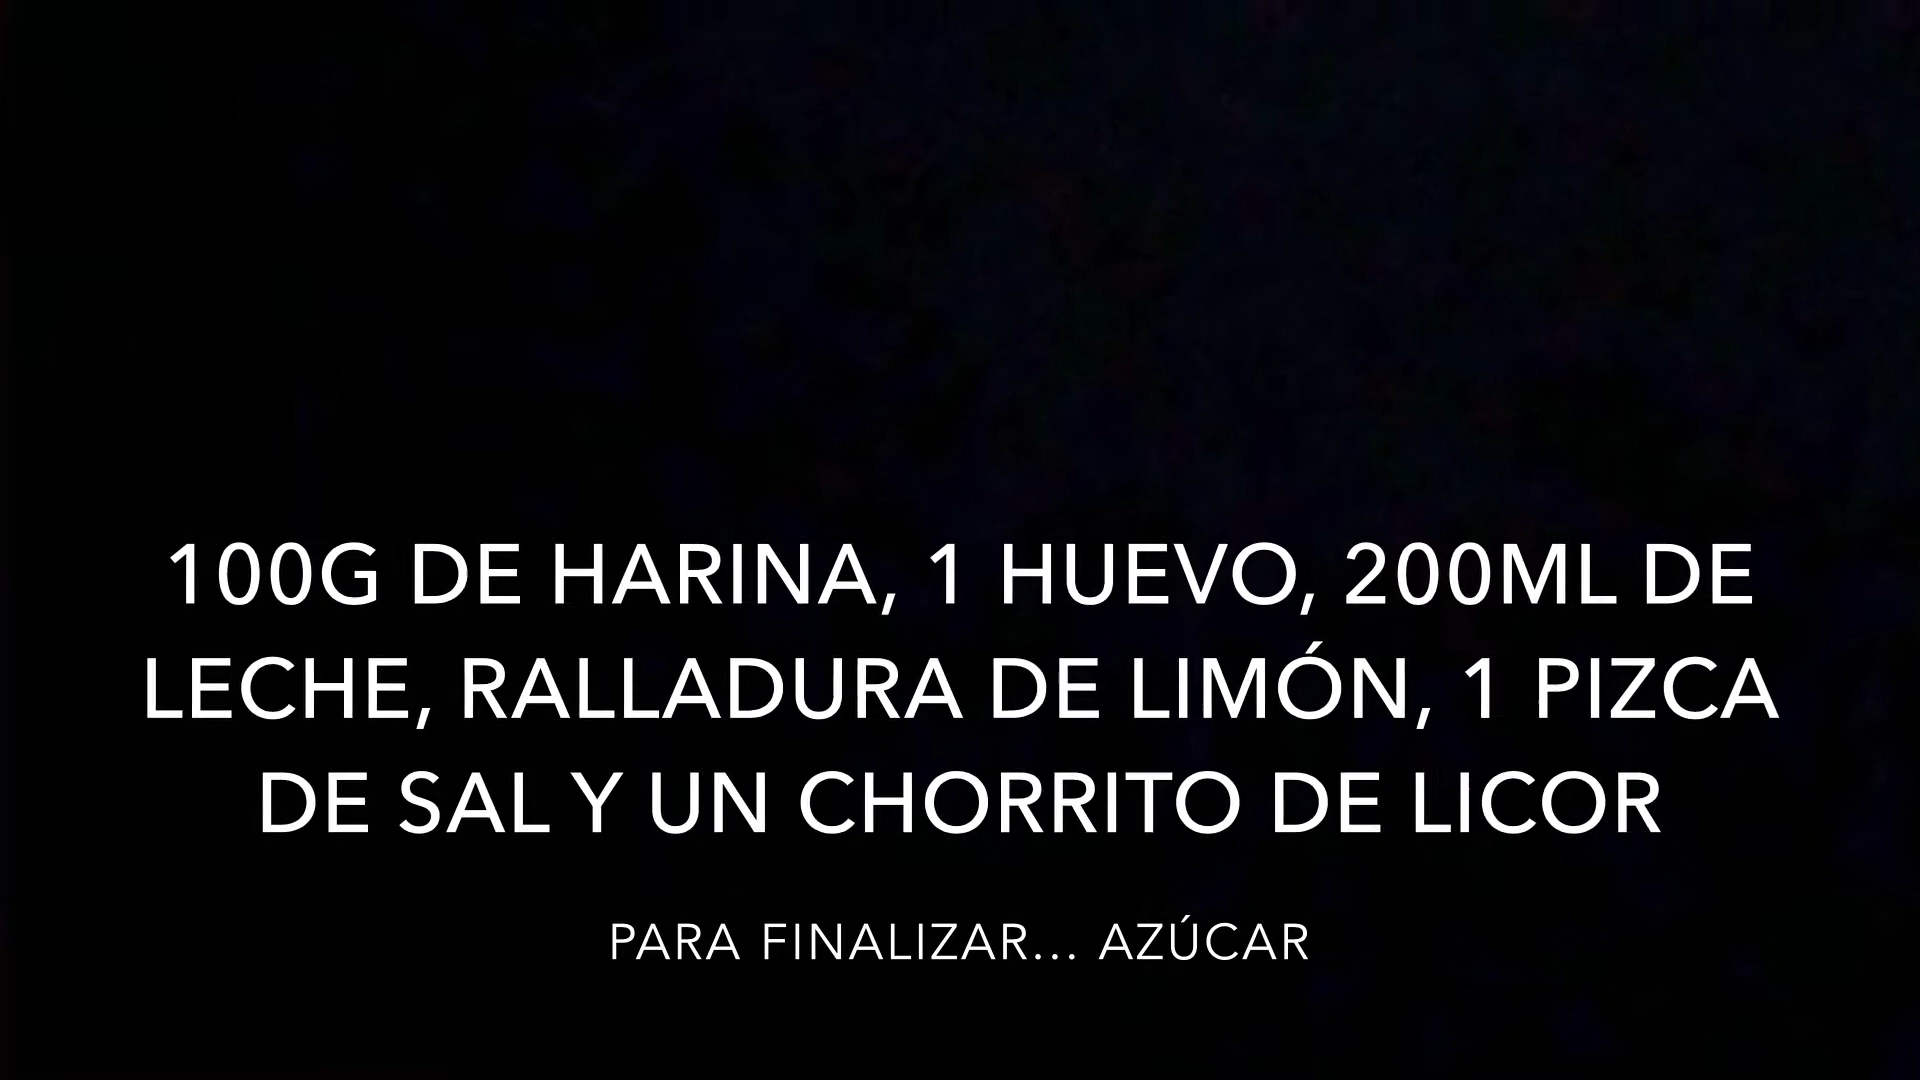 100G DE HARINA, 1 HUEVO, 200ML DE
LECHE, RALLADURA DE LIMÓN, 1 PIZCA
DE SAL Y UN CHORRITO DE LICOR
PARA FINALIZAR... AZÚCAR